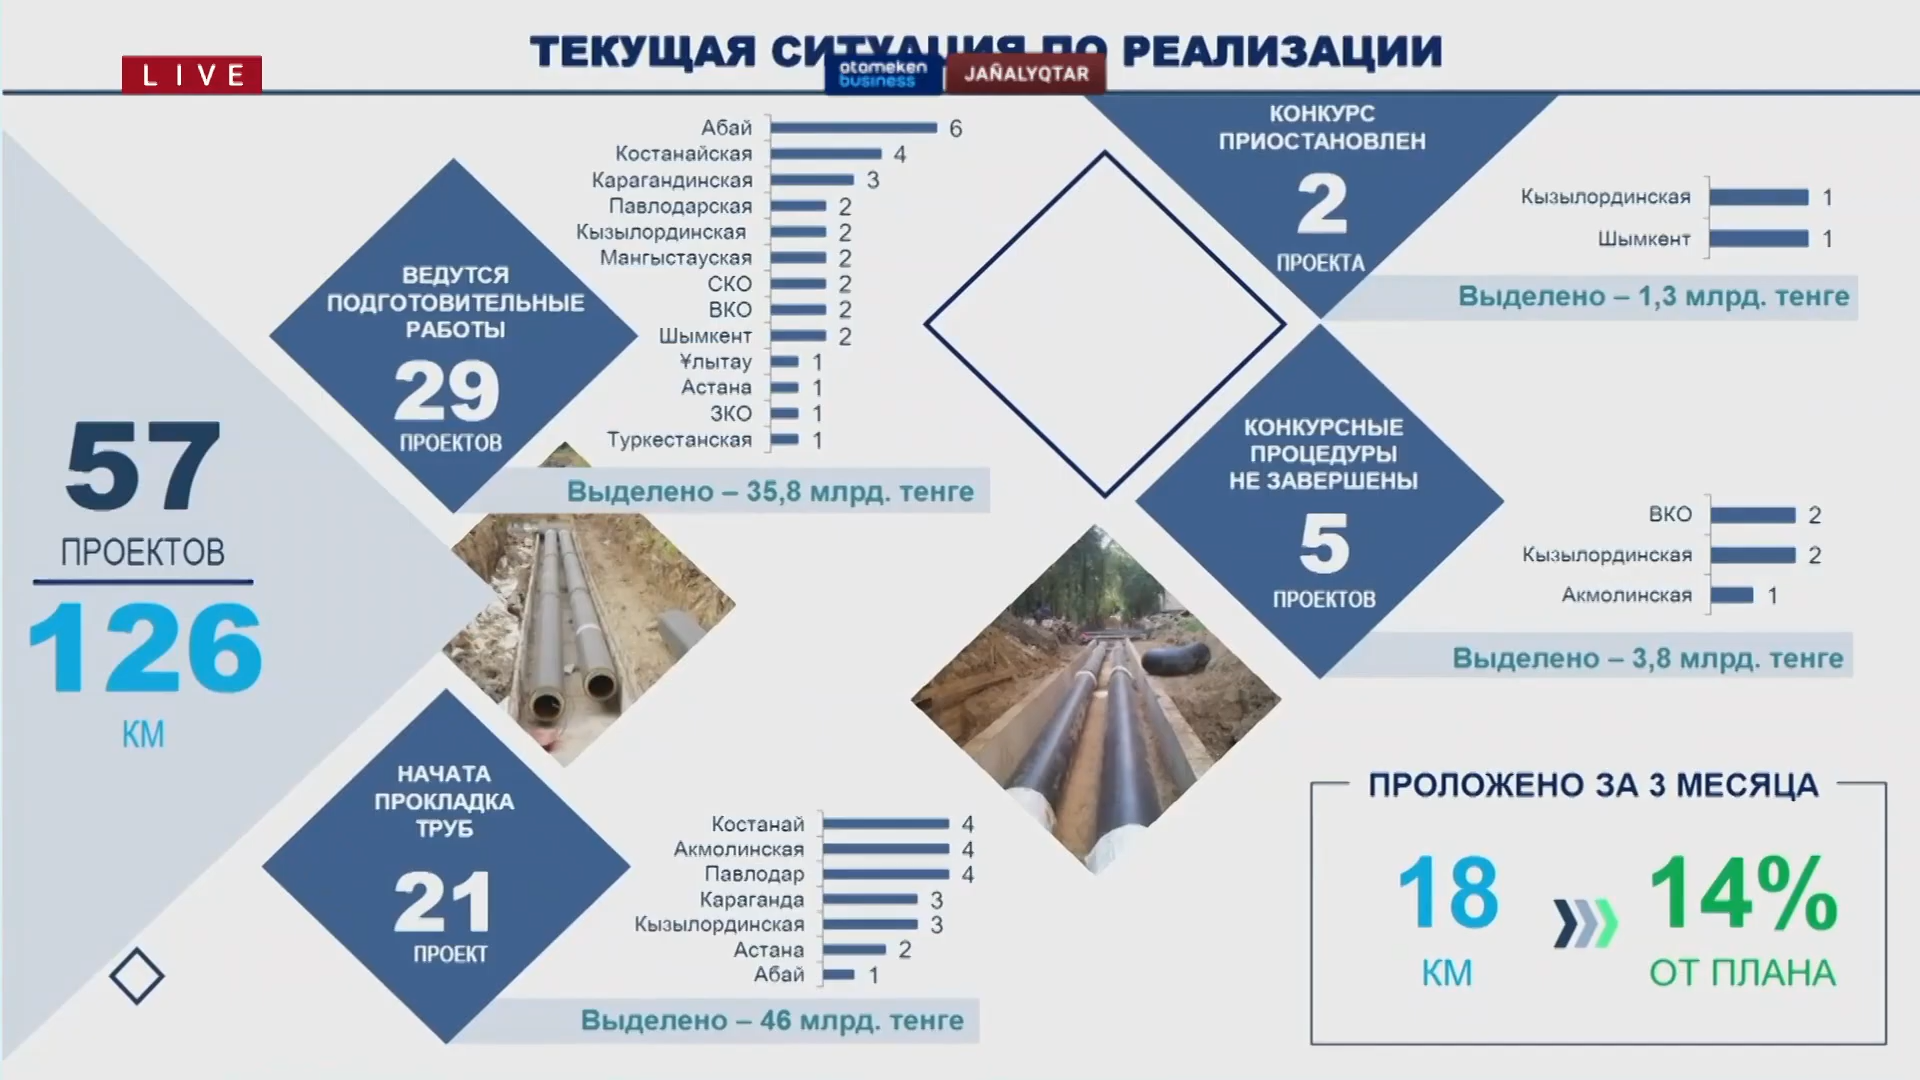 ТЕКУЩАЯ СИТУАЦИЯ ПО РЕАЛИЗАЦИИ
LIVE
atameken
business
JAÑALYQTAR
57
ПРОЕКТОВ
126
КМ
ВЕДУТСЯ
ПОДГОТОВИТЕЛЬНЫЕ
РАБОТЫ
29
ПРОЕКТОВ
Абай 6
Костанайская 4
Карагандинская 3
Павлодарская 2
Кызылординская 2
Мангыстауская 2
СКО 2
ВКО 2
Шымкент 2
Ұлытау 1
Астана 1
ЗКО 1
Туркестанская 1
Выделено – 35,8 млрд. тенге
НАЧАТА
ПРОКЛАДКА
ТРУБ
21
ПРОЕКТ
Костанай 4
Акмолинская 4
Павлодар 4
Караганда 3
Кызылординская 3
Астана 2
Абай 1
Выделено – 46 млрд. тенге
КОНКУРС
ПРИОСТАНОВЛЕН
2
ПРОЕКТА
Кызылординская 1
Шымкент 1
Выделено – 1,3 млрд. тенге
КОНКУРСНЫЕ
ПРОЦЕДУРЫ
НЕ ЗАВЕРШЕНЫ
5
ПРОЕКТОВ
ВКО 2
Кызылординская 2
Акмолинская 1
Выделено – 3,8 млрд. тенге
ПРОЛОЖЕНО ЗА 3 МЕСЯЦА
18
КМ
14%
ОТ ПЛАНА